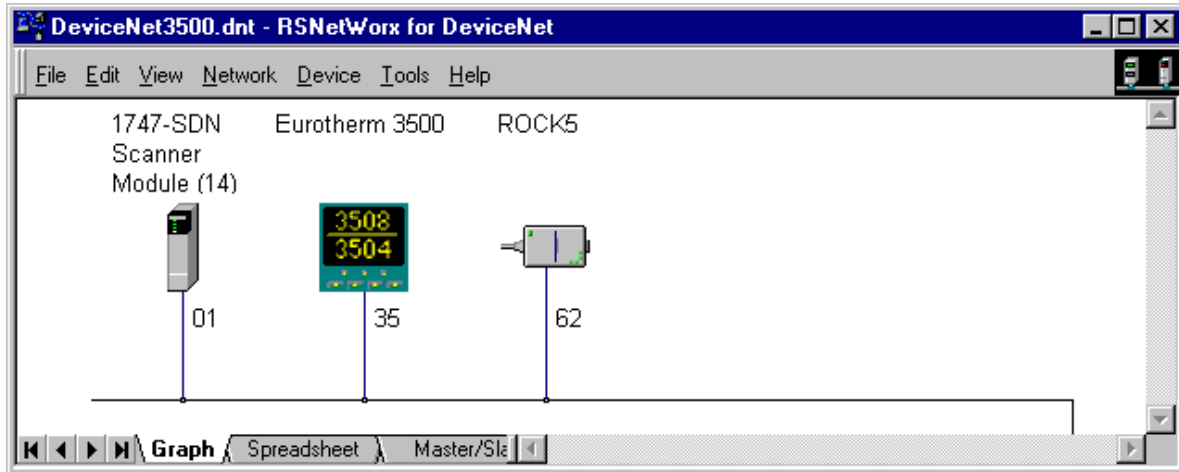 DeviceNet3500.dnt - RSNetWorx for DeviceNet
File Edit View Network Device Tools Help
1747-SDN Scanner Module (14)
Eurotherm 3500
ROCK5
3508
3504
01
35
62
Graph Spreadsheet Master/Sla